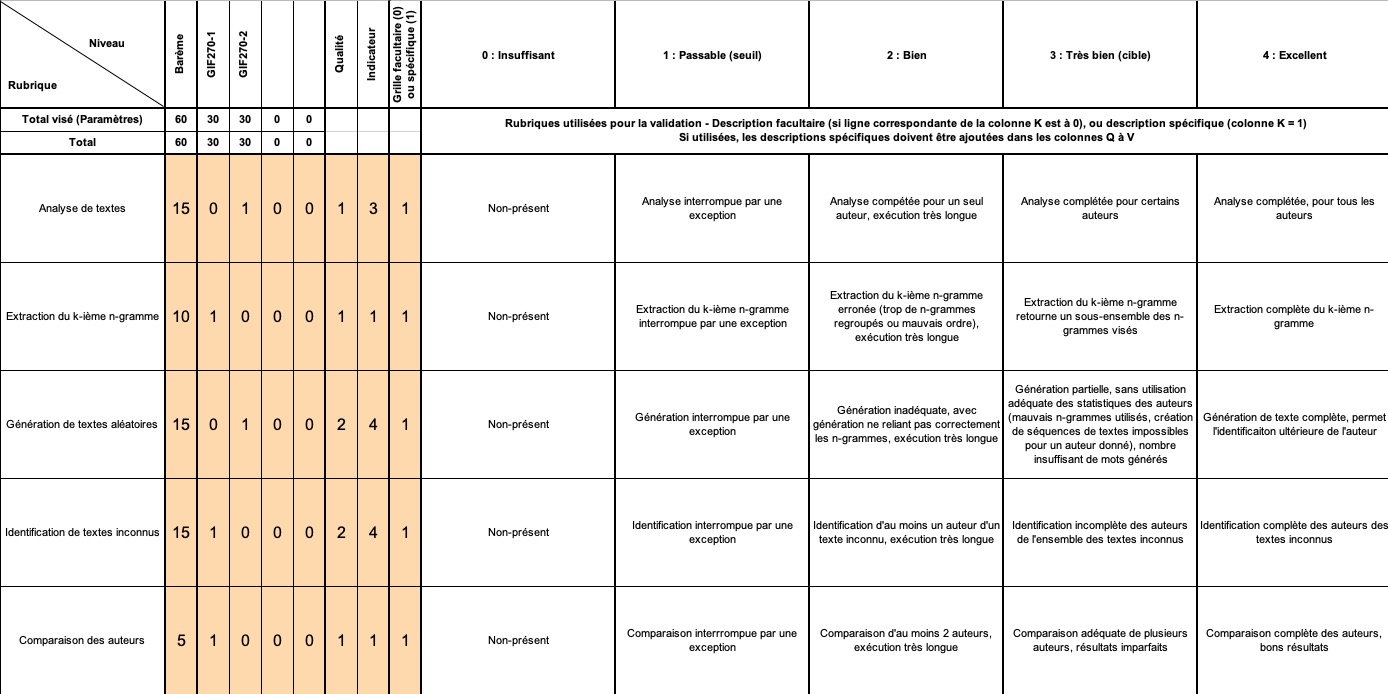 Niveau
Rubrique
Barème
GIF270-1
GIF270-2
Qualité
Indicateur
Grille facultaire (0)
ou spécifique (1)
0 : Insuffisant
1 : Passable (seuil)
2 : Bien
3 : Très bien (cible)
4 : Excellent
Total visé (Paramètres) 60 30 30 0 0
Total 60 30 30 0 0
Rubriques utilisées pour la validation - Description facultaire (si ligne correspondante de la colonne K est à 0), ou description spécifique (colonne K = 1)
Si utilisées, les descriptions spécifiques doivent être ajoutées dans les colonnes Q à V
Analyse de textes 15 0 1 0 0 1 3 1
Non-présent
Analyse interrompue par une
exception
Analyse compétée pour un seul
auteur, exécution très longue
Analyse complétée pour certains
auteurs
Analyse complétée, pour tous les
auteurs
Extraction du k-ième n-gramme 10 1 0 0 0 1 1 1
Non-présent
Extraction du k-ième n-gramme
interrompue par une exception
Extraction du k-ième n-gramme
erronée (trop de n-grammes
regroupés ou mauvais ordre),
exécution très longue
Extraction du k-ième n-gramme
retourne un sous-ensemble des n-
grammes visés
Extraction complète du k-ième n-
gramme
Génération de textes aléatoires 15 0 1 0 0 2 4 1
Non-présent
Génération interrompue par une
exception
Génération inadéquate, avec
génération ne reliant pas correctement
les n-grammes, exécution très longue
Génération partielle, sans utilisation
adéquate des statistiques des auteurs
(mauvais n-grammes utilisés, création
de séquences de textes impossibles
pour un auteur donné), nombre
insuffisant de mots générés
Génération de texte complète, permet
l'identificaiton ultérieure de l'auteur
Identification de textes inconnus 15 1 0 0 0 2 4 1
Non-présent
Identification interrompue par une
exception
Identification d'au moins un auteur d'un
texte inconnu, exécution très longue
Identification incomplète des auteurs
de l'ensemble des textes inconnus
Identification complète des auteurs des
textes inconnus
Comparaison des auteurs 5 1 0 0 0 1 1 1
Non-présent
Comparaison interrrompue par une
exception
Comparaison d'au moins 2 auteurs,
exécution très longue
Comparaison adéquate de plusieurs
auteurs, résultats imparfaits
Comparaison complète des auteurs,
bons résultats